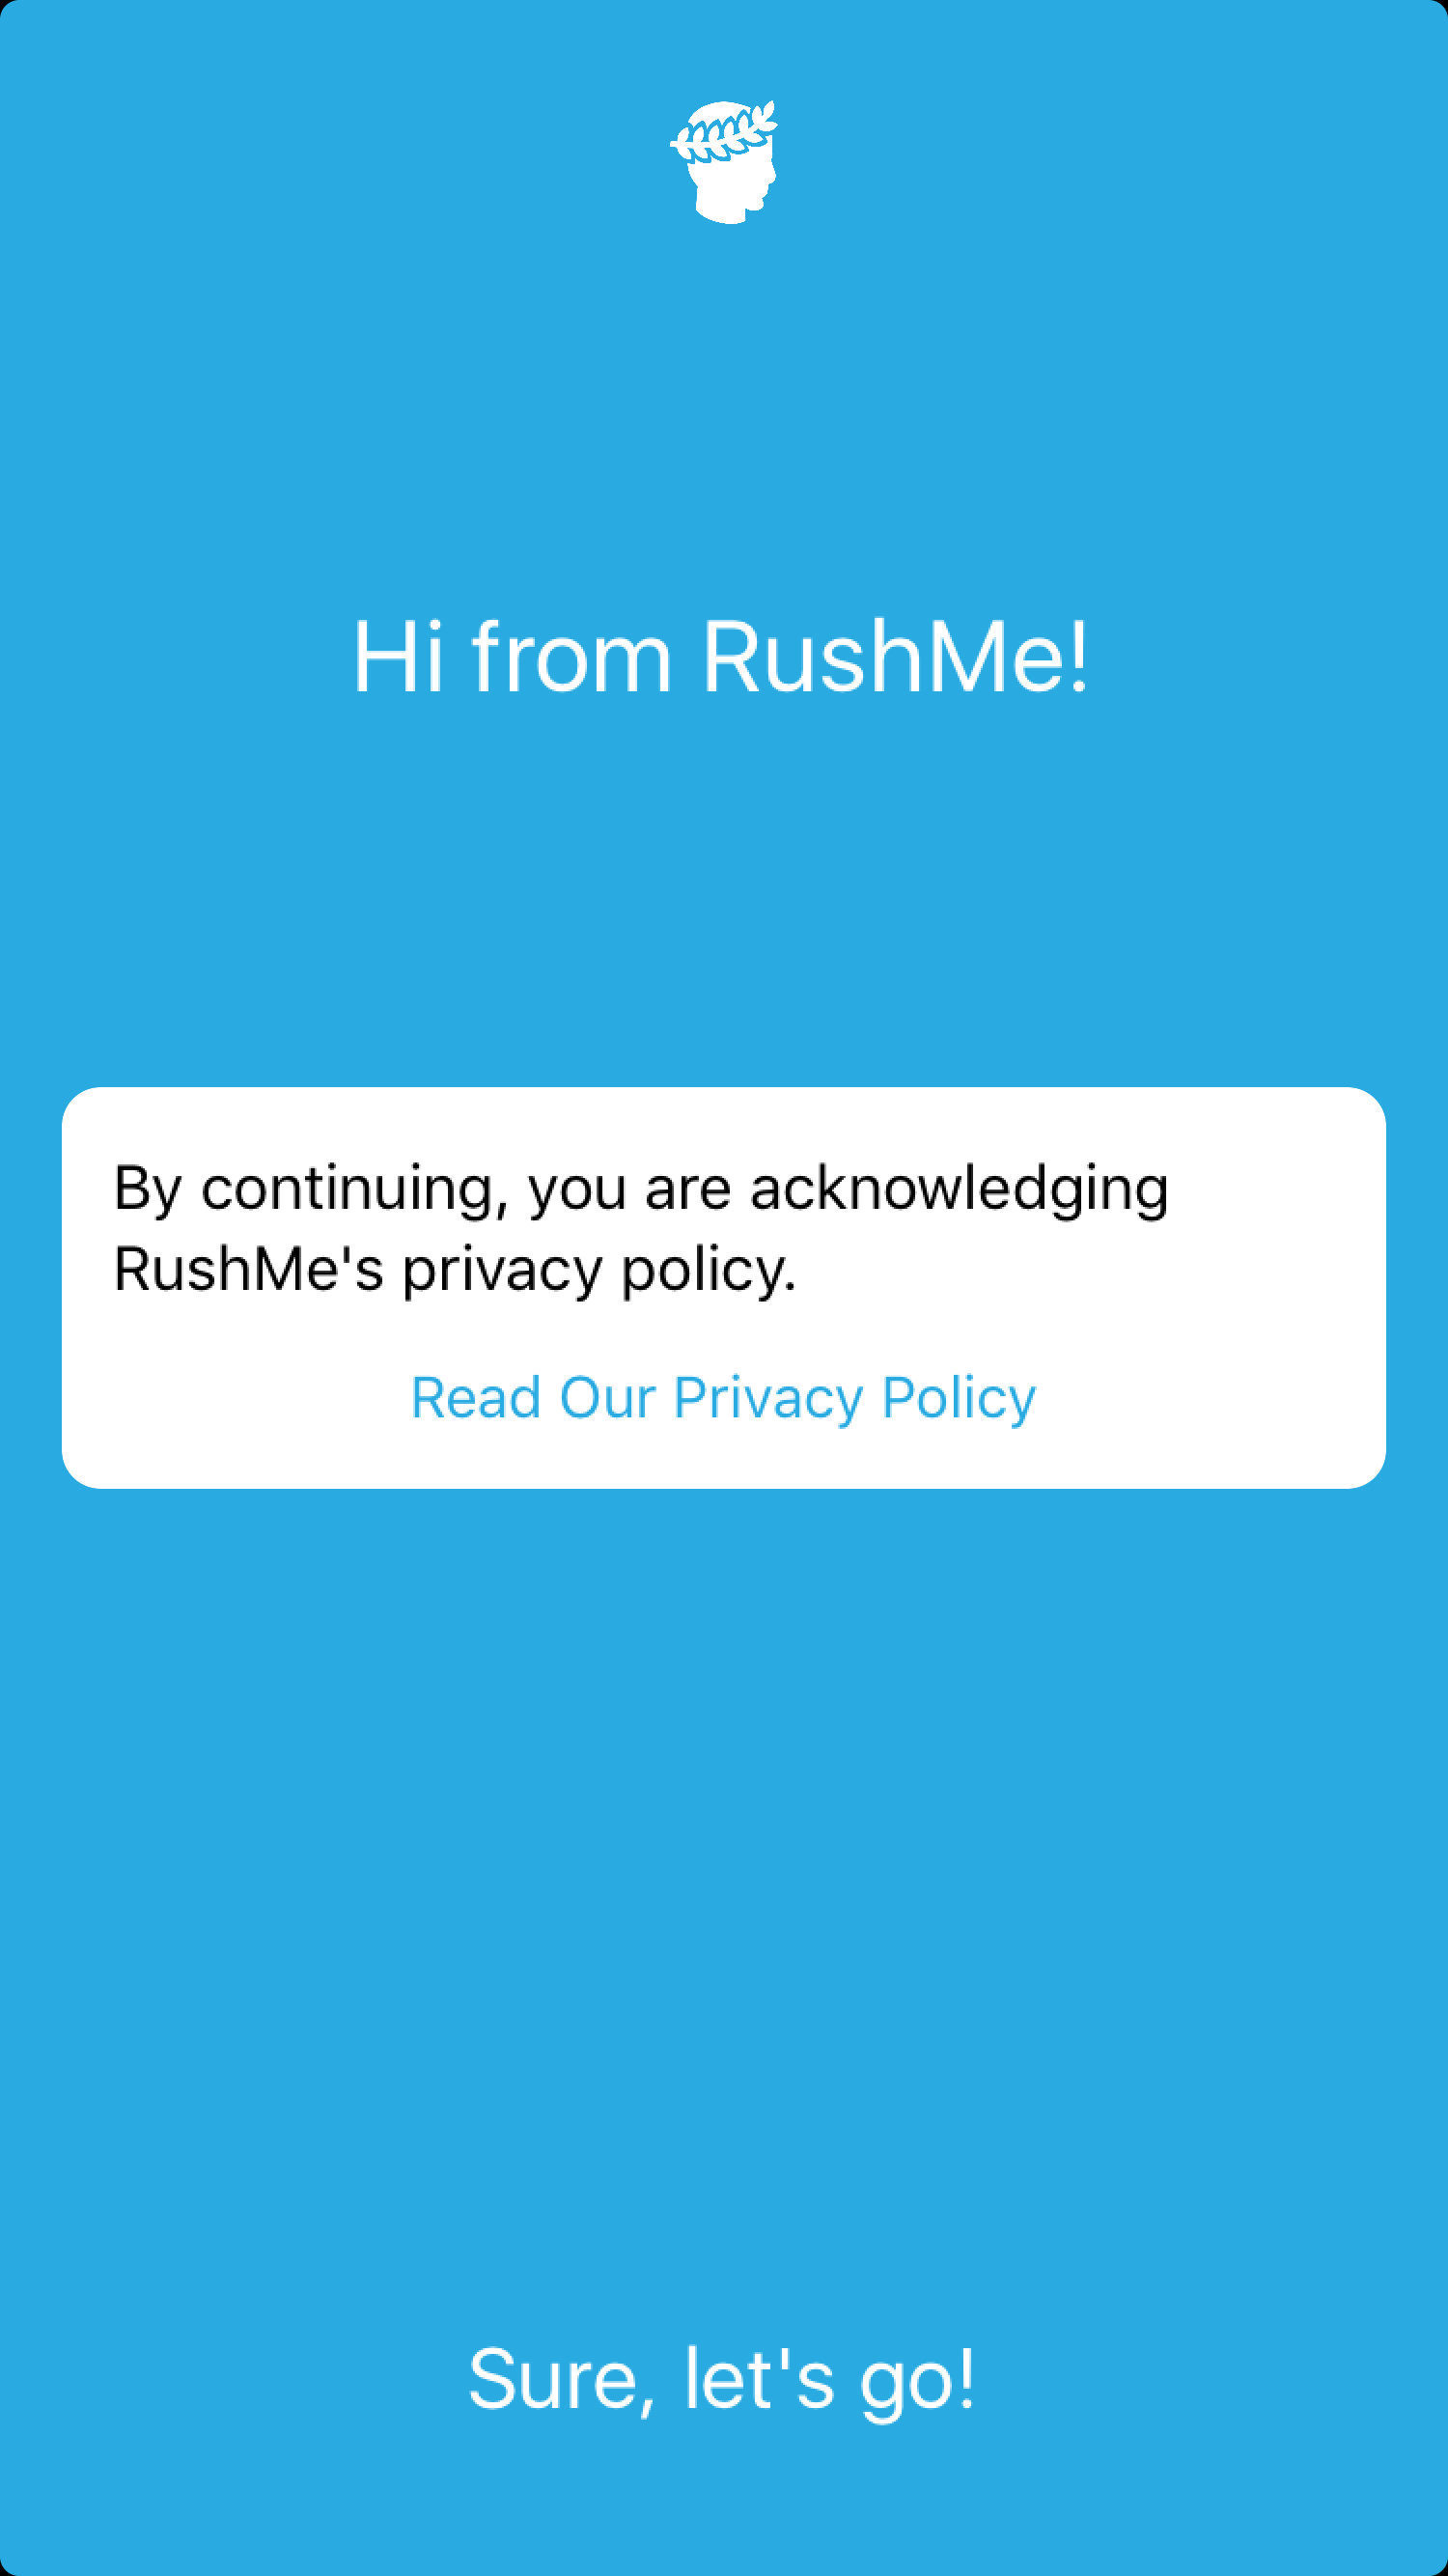 Hi from RushMe!
By continuing, you are acknowledging
RushMe's privacy policy.
Read Our Privacy Policy
Sure, let's go!